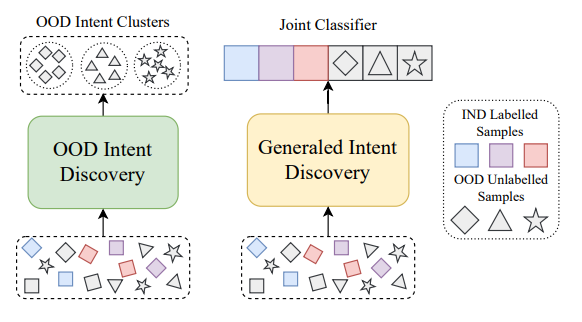 OOD Intent Clusters
Joint Classifier
OOD Intent
Discovery
Generaled Intent
Discovery
IND Labelled
Samples
OOD Unlabelled
Samples